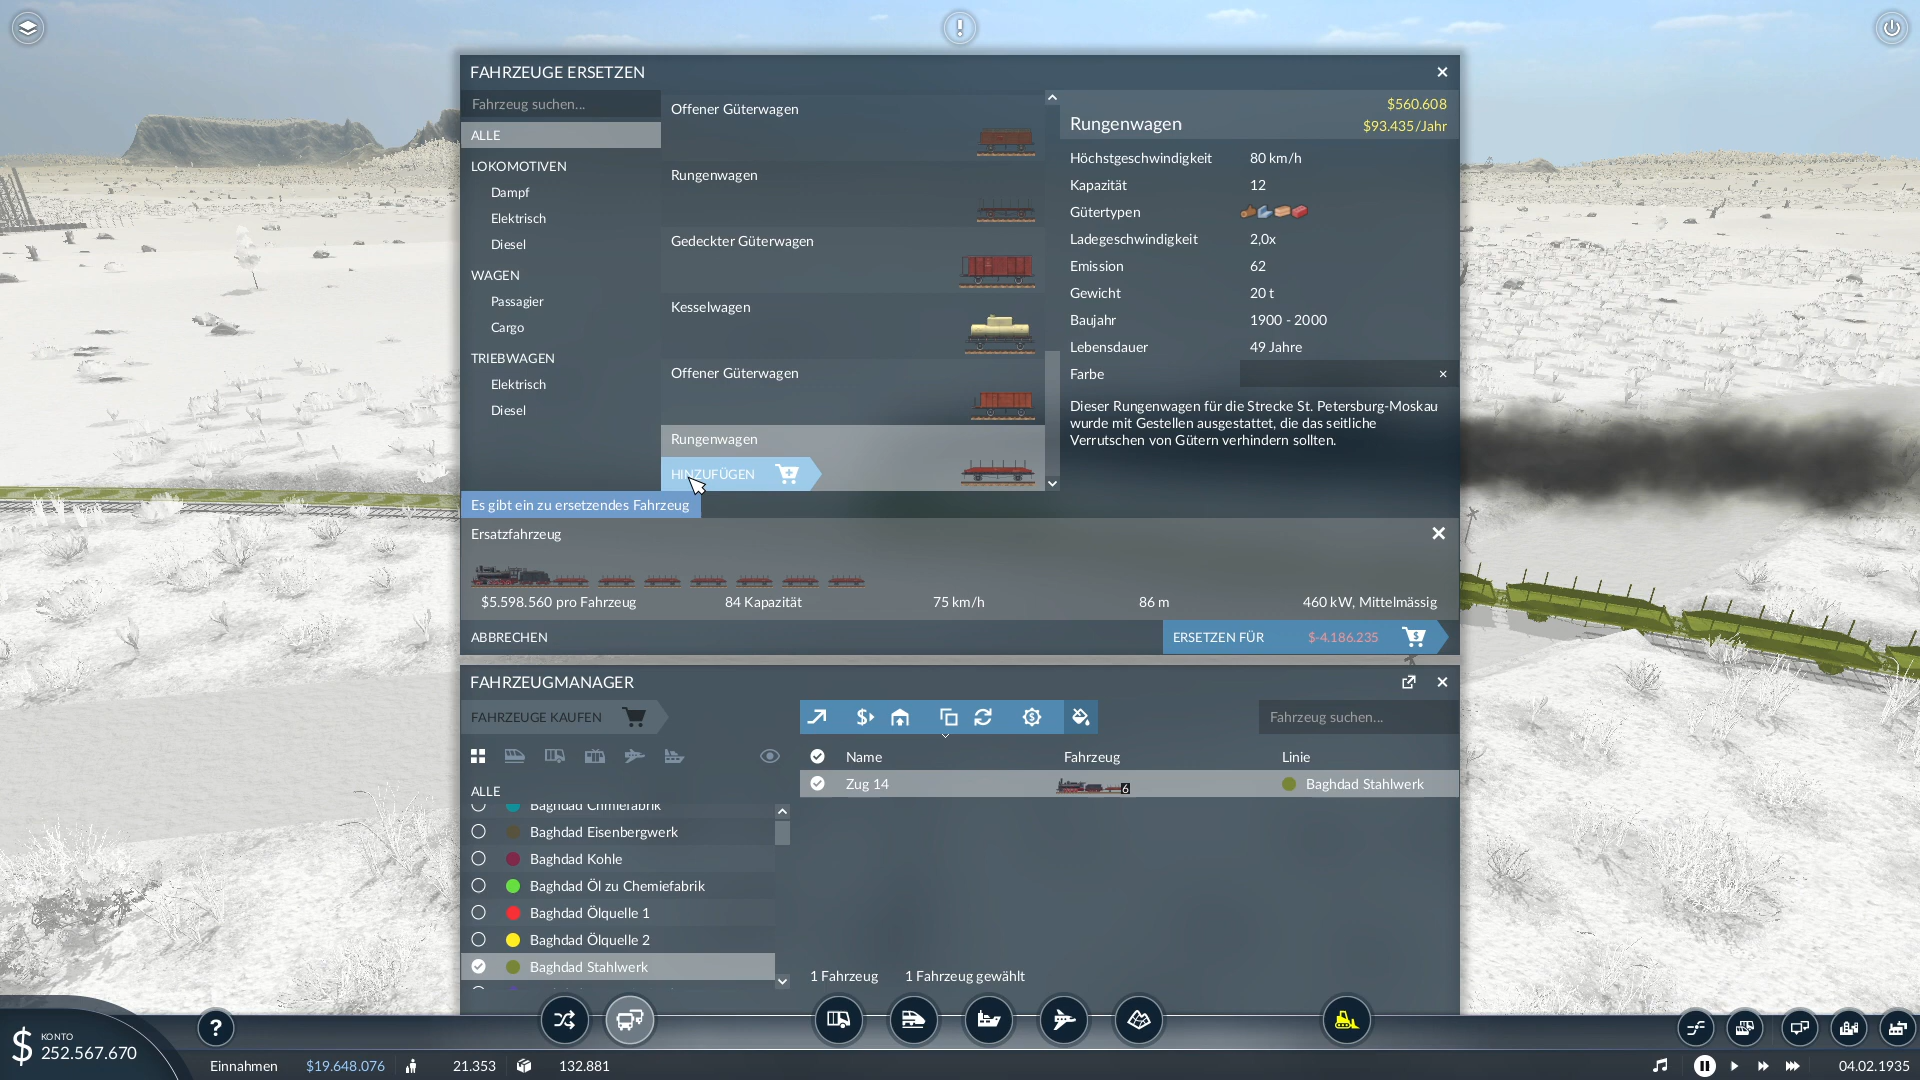 FAHRZEUGE ERSETZEN
Fahrzeug suchen...
ALLE
LOKOMOTIVEN
Dampf
Elektrisch
Diesel
WAGEN
Passagier
Cargo
TRIEBWAGEN
Elektrisch
Diesel
Offener Güterwagen
Rungenwagen
Gedeckter Güterwagen
Kesselwagen
Offener Güterwagen
Rungenwagen
HINZUFÜGEN
$560.608
Rungenwagen
$93.435/Jahr
Höchstgeschwindigkeit 80 km/h
Kapazität 12
Gütertypen
Ladegeschwindigkeit 2,0x
Emission 62
Gewicht 20 t
Baujahr 1900 - 2000
Lebensdauer 49 Jahre
Farbe
Dieser Rungenwagen für die Strecke St. Petersburg-Moskau
wurde mit Gestellen ausgestattet, die das seitliche
Verrutschen von Gütern verhindern sollten.
Es gibt ein zu ersetzendes Fahrzeug
Ersatzfahrzeug
$5.598.560 pro Fahrzeug 84 Kapazität 75 km/h 86 m 460 kW, Mittelmässig
ABBRECHEN
ERSETZEN FÜR $-4.186.235
FAHRZEUGMANAGER
FAHRZEUGE KAUFEN
Fahrzeug suchen...
ALLE
Baghdad Chmiefabrik
Baghdad Eisenbergwerk
Baghdad Kohle
Baghdad Öl zu Chemiefabrik
Baghdad Ölquelle 1
Baghdad Ölquelle 2
Baghdad Stahlwerk
Name Fahrzeug Linie
Zug 14 6 Baghdad Stahlwerk
1 Fahrzeug 1 Fahrzeug gewählt
?
$ KONTO
252.567.670
Einnahmen $19.648.076 21.353 132.881
04.02.1935